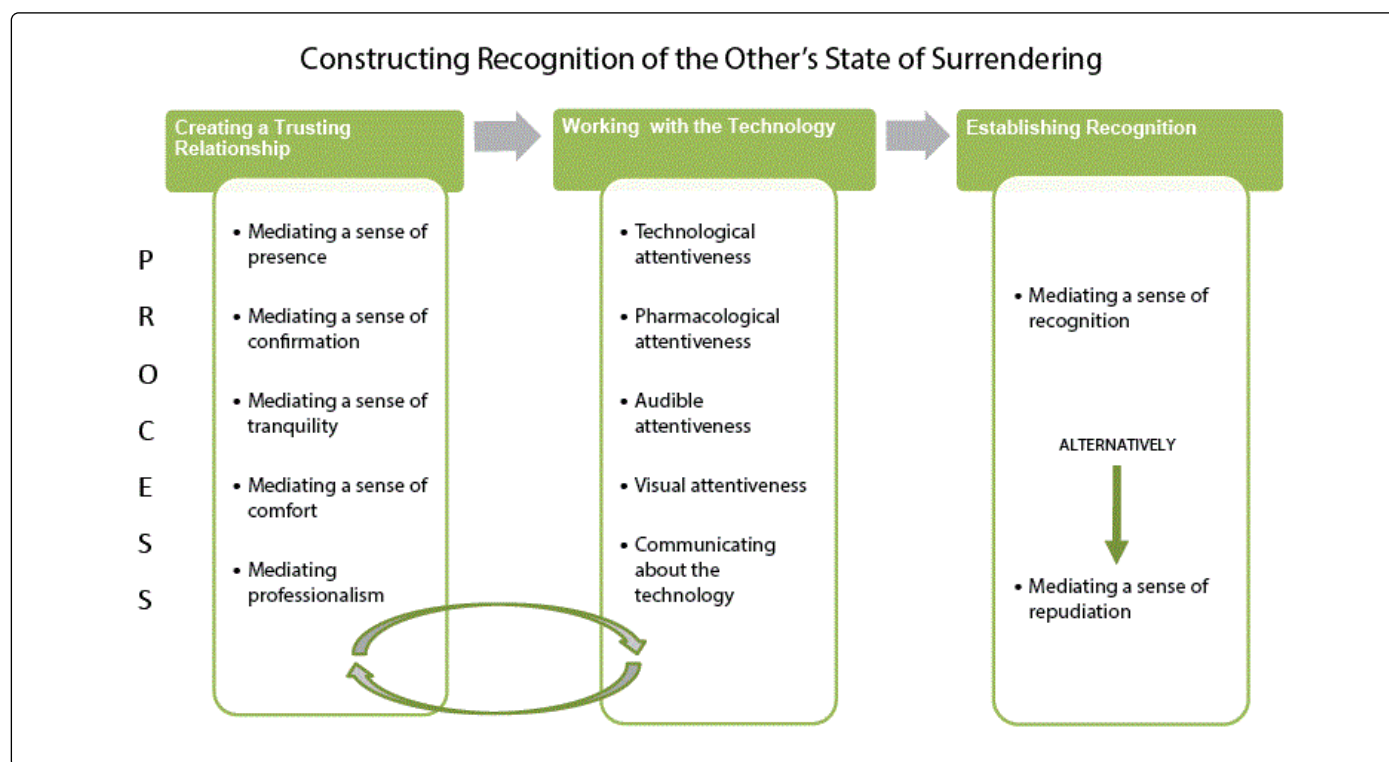 Constructing Recognition of the Other's State of Surrendering
Creating a Trusting
Relationship
Working with the Technology
Establishing Recognition
P
R
O
C
E
S
S
• Mediating a sense of
presence
• Mediating a sense of
confirmation
• Mediating a sense of
tranquility
• Mediating a sense of
comfort
• Mediating
professionalism
• Technological
attentiveness
• Pharmacological
attentiveness
• Audible
attentiveness
• Visual attentiveness
• Communicating
about the
technology
• Mediating a sense of
recognition
ALTERNATIVELY
• Mediating a sense of
repudiation